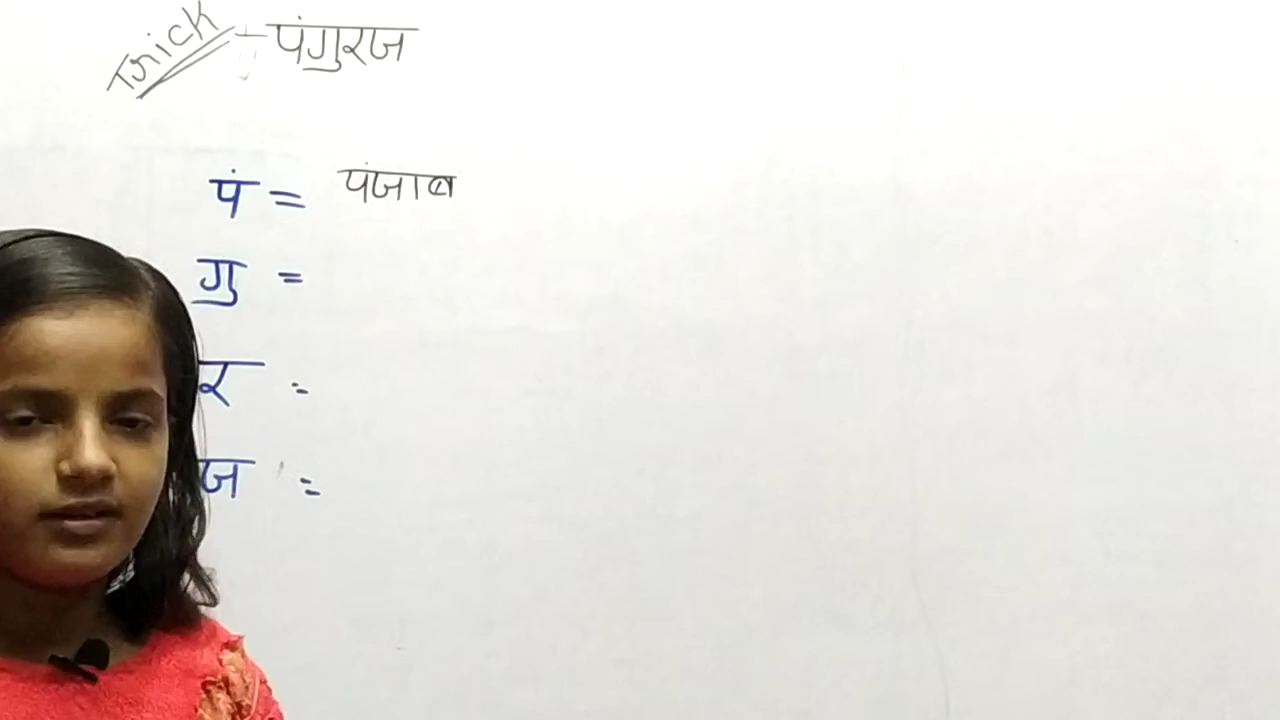 Trick - पंगुरज
पं = पंजाब
गु =
र =
ज =